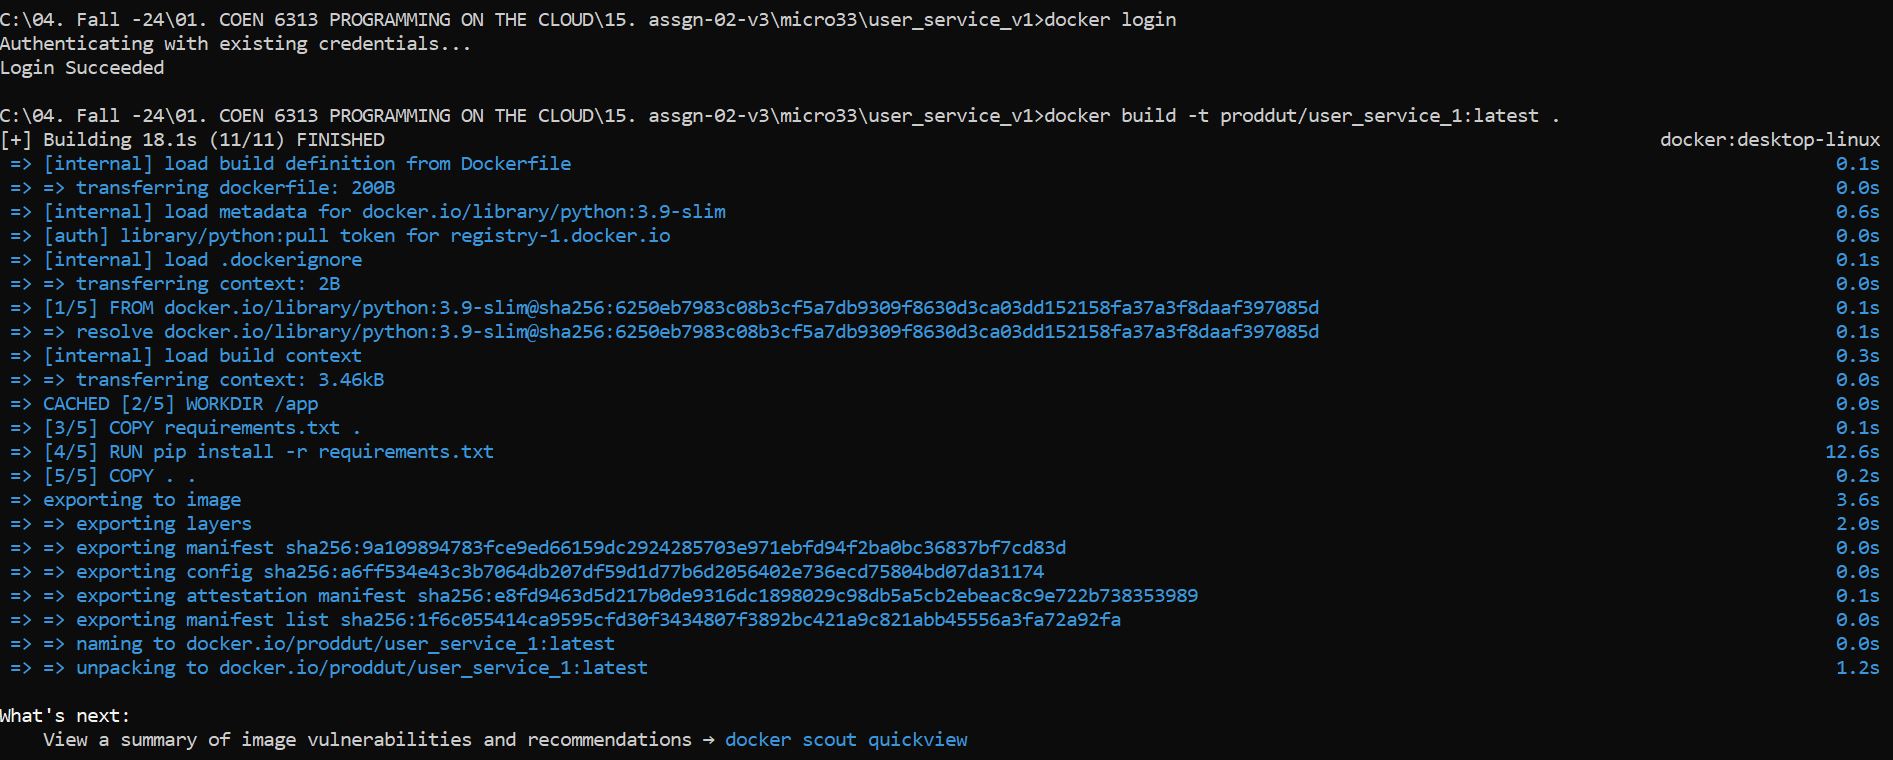 C:\04. Fall -24\01. COEN 6313 PROGRAMMING ON THE CLOUD\15. assgn-02-v3\micro33\user_service_v1>docker login
Authenticating with existing credentials...
Login Succeeded
C:\04. Fall -24\01. COEN 6313 PROGRAMMING ON THE CLOUD\15. assgn-02-v3\micro33\user_service_v1>docker build -t proddut/user_service_1:latest .
[+] Building 18.1s (11/11) FINISHED docker:desktop-linux
=> [internal] load build definition from Dockerfile 0.1s
=> => transferring dockerfile: 200B 0.0s
=> [internal] load metadata for docker.io/library/python:3.9-slim 0.6s
=> [auth] library/python:pull token for registry-1.docker.io 0.0s
=> [internal] load .dockerignore 0.1s
=> => transferring context: 2B 0.0s
=> [1/5] FROM docker.io/library/python:3.9-slim@sha256:6250eb7983c08b3cf5a7db9309f8630d3ca03dd152158fa37a3f8daaf397085d 0.1s
=> => resolve docker.io/library/python:3.9-slim@sha256:6250eb7983c08b3cf5a7db9309f8630d3ca03dd152158fa37a3f8daaf397085d 0.1s
=> [internal] load build context 0.3s
=> => transferring context: 3.46kB 0.0s
=> CACHED [2/5] WORKDIR /app 0.0s
=> [3/5] COPY requirements.txt . 0.1s
=> [4/5] RUN pip install -r requirements.txt 12.6s
=> [5/5] COPY . . 0.2s
=> exporting to image 3.6s
=> => exporting layers 2.0s
=> => exporting manifest sha256:9a109894783fce9ed66159dc2924285703e971ebfd94f2ba0bc36837bf7cd83d 0.0s
=> => exporting config sha256:a6ff534e43c3b7064db207df59d1d77b6d2056402e736ecd75804bd07da31174 0.0s
=> => exporting attestation manifest sha256:e8fd9463d5d217b0de9316dc1898029c98db5a5cb2ebeac8c9e722b738353989 0.1s
=> => exporting manifest list sha256:1f6c055414ca9595cfd30f3434807f3892bc421a9c821abb45556a3fa72a92fa 0.0s
=> => naming to docker.io/proddut/user_service_1:latest 0.0s
=> => unpacking to docker.io/proddut/user_service_1:latest 1.2s
What's next:
View a summary of image vulnerabilities and recommendations → docker scout quickview